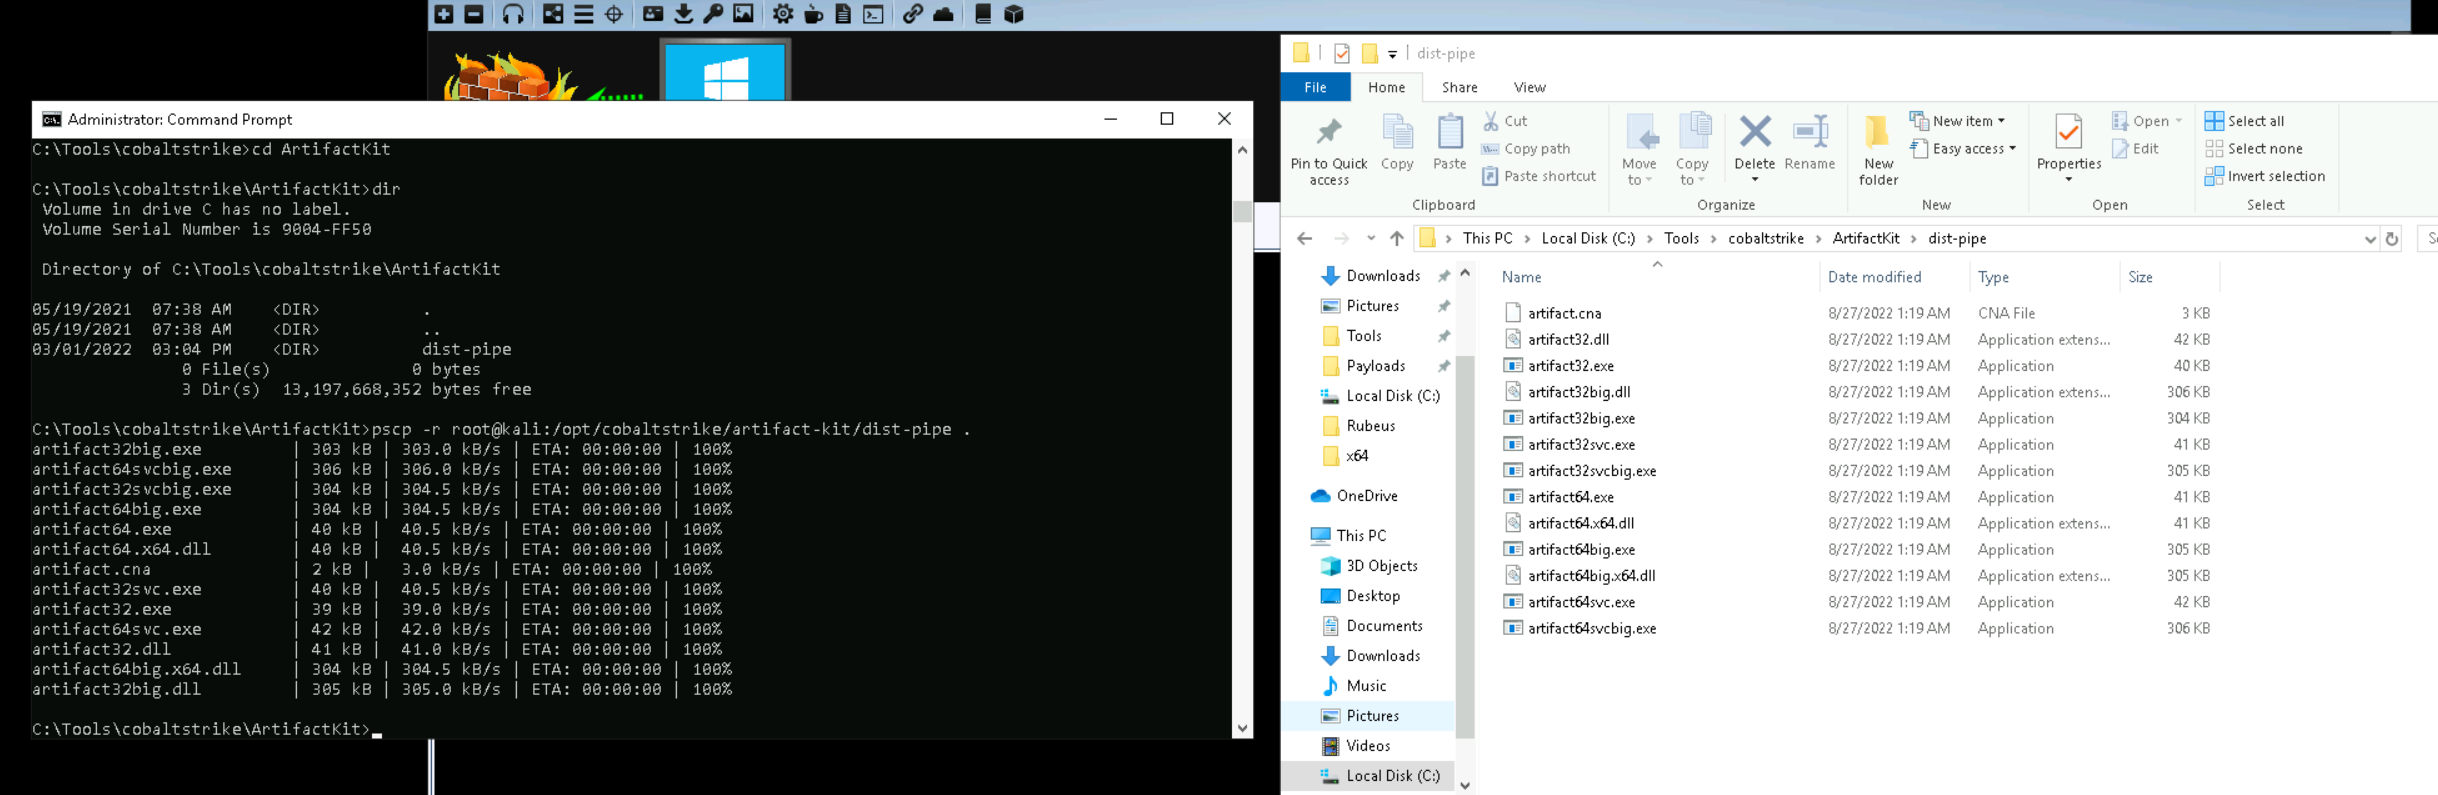 Administrator: Command Prompt
C:\Tools\cobaltstrike>cd ArtifactKit
C:\Tools\cobaltstrike\ArtifactKit>dir
Volume in drive C has no label.
Volume Serial Number is 9004-FF50
Directory of C:\Tools\cobaltstrike\ArtifactKit
05/19/2021 07:38 AM <DIR> .
05/19/2021 07:38 AM <DIR> ..
03/01/2022 03:04 PM <DIR> dist-pipe
0 File(s) 0 bytes
3 Dir(s) 13,197,668,352 bytes free
C:\Tools\cobaltstrike\ArtifactKit>pscp -r root@kali:/opt/cobaltstrike/artifact-kit/dist-pipe .
artifact32big.exe | 303 kB | 303.0 kB/s | ETA: 00:00:00 | 100%
artifact64svcbig.exe | 306 kB | 306.0 kB/s | ETA: 00:00:00 | 100%
artifact32svcbig.exe | 304 kB | 304.5 kB/s | ETA: 00:00:00 | 100%
artifact64big.exe | 304 kB | 304.5 kB/s | ETA: 00:00:00 | 100%
artifact64.exe | 40 kB | 40.5 kB/s | ETA: 00:00:00 | 100%
artifact64.x64.dll | 40 kB | 40.5 kB/s | ETA: 00:00:00 | 100%
artifact.cna | 2 kB | 3.0 kB/s | ETA: 00:00:00 | 100%
artifact32svc.exe | 40 kB | 40.5 kB/s | ETA: 00:00:00 | 100%
artifact32.exe | 39 kB | 39.0 kB/s | ETA: 00:00:00 | 100%
artifact64svc.exe | 42 kB | 42.0 kB/s | ETA: 00:00:00 | 100%
artifact32.dll | 41 kB | 41.0 kB/s | ETA: 00:00:00 | 100%
artifact64big.x64.dll | 304 kB | 304.5 kB/s | ETA: 00:00:00 | 100%
artifact32big.dll | 305 kB | 305.0 kB/s | ETA: 00:00:00 | 100%
C:\Tools\cobaltstrike\ArtifactKit>
dist-pipe
File Home Share View
Pin to Quick access
Copy
Paste
Cut
Copy path
Paste shortcut
Clipboard
Move to
Copy to
Delete
Rename
Organize
New folder
New item
Easy access
New
Properties
Open
Edit
Open
Select all
Select none
Invert selection
Select
This PC > Local Disk (C:) > Tools > cobaltstrike > ArtifactKit > dist-pipe
Downloads
Pictures
Tools
Payloads
Local Disk (C:)
Rubeus
x64
OneDrive
This PC
3D Objects
Desktop
Documents
Downloads
Music
Pictures
Videos
Local Disk (C:)
Name Date modified Type Size
artifact.cna 8/27/2022 1:19 AM CNA File 3 KB
artifact32.dll 8/27/2022 1:19 AM Application extens... 42 KB
artifact32.exe 8/27/2022 1:19 AM Application 40 KB
artifact32big.dll 8/27/2022 1:19 AM Application extens... 306 KB
artifact32big.exe 8/27/2022 1:19 AM Application 304 KB
artifact32svc.exe 8/27/2022 1:19 AM Application 41 KB
artifact32svcbig.exe 8/27/2022 1:19 AM Application 305 KB
artifact64.exe 8/27/2022 1:19 AM Application 41 KB
artifact64.x64.dll 8/27/2022 1:19 AM Application extens... 41 KB
artifact64big.exe 8/27/2022 1:19 AM Application 305 KB
artifact64big.x64.dll 8/27/2022 1:19 AM Application extens... 305 KB
artifact64svc.exe 8/27/2022 1:19 AM Application 42 KB
artifact64svcbig.exe 8/27/2022 1:19 AM Application 306 KB